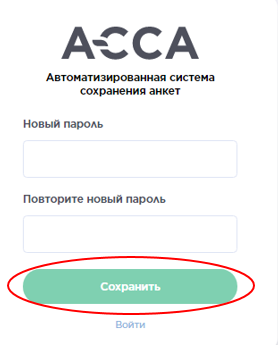 АССА
Автоматизированная система
сохранения анкет
Новый пароль
Повторите новый пароль
Сохранить
Войти